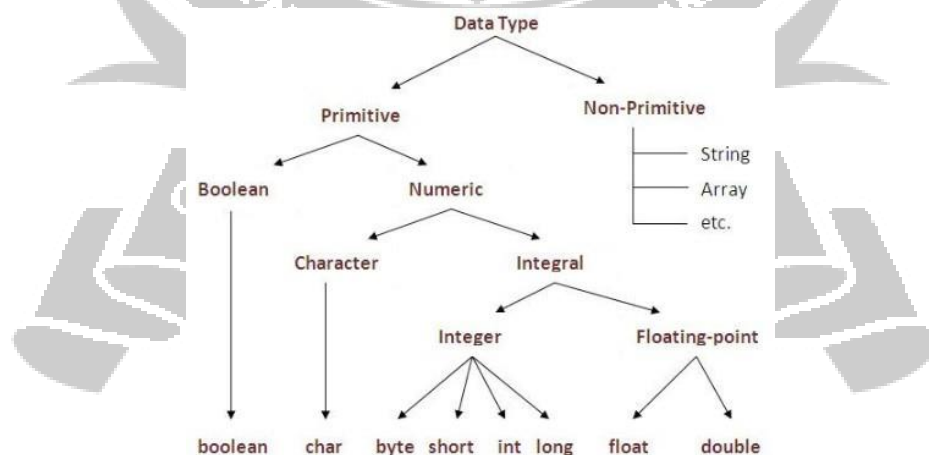 Data Type
Primitive
Non-Primitive
String
Boolean
Numeric
Array
etc.
Character
Integral
Integer
Floating-point
boolean char byte short int long float double